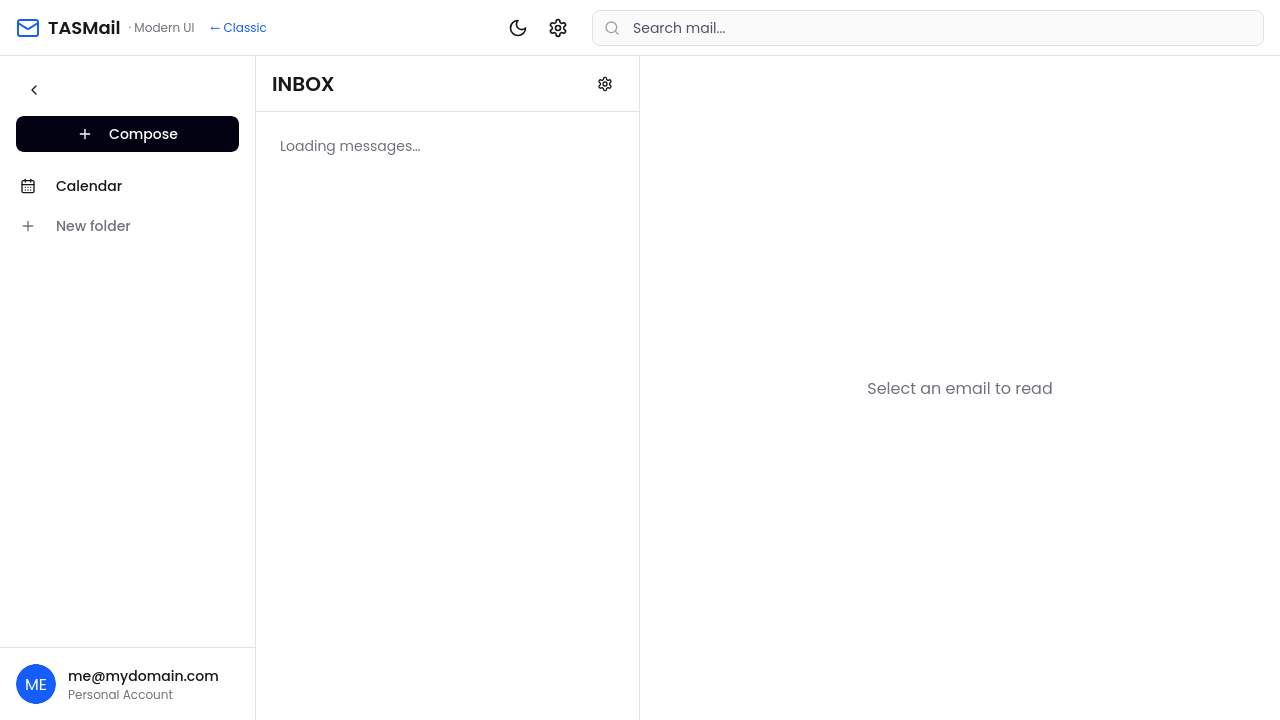 TASMail · Modern UI ← Classic
Search mail...
Compose
Calendar
New folder
me@mydomain.com
ME
Personal Account
INBOX
Loading messages…
Select an email to read